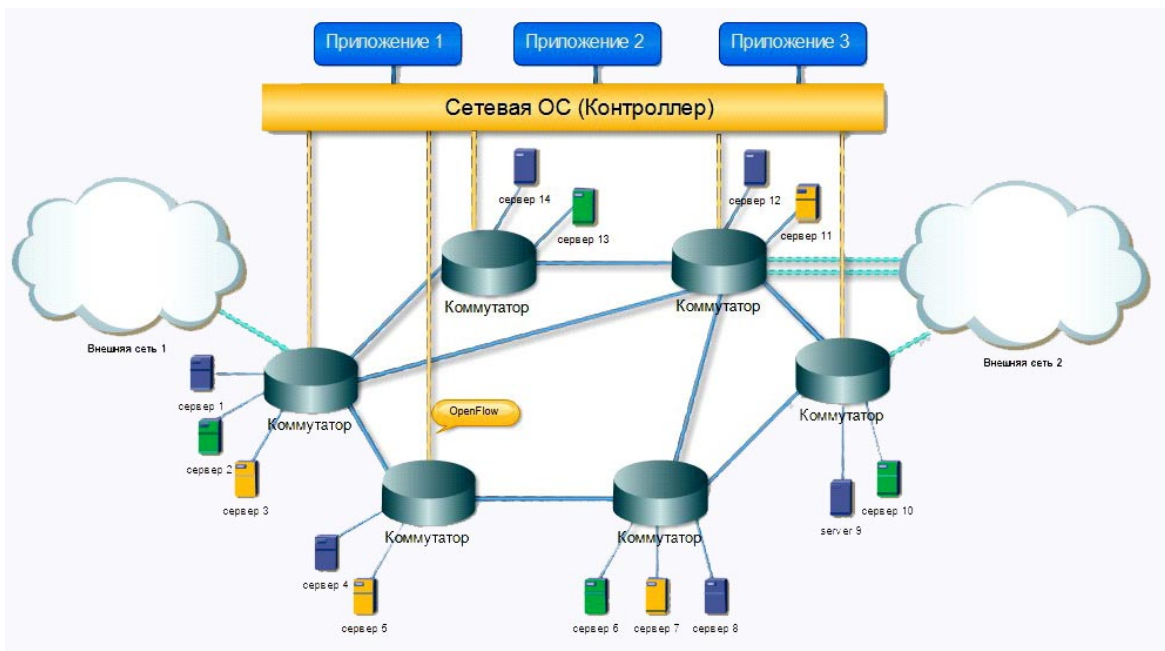 Приложение 1
Приложение 2
Приложение 3
Сетевая ОС (Контроллер)
сервер 14
сервер 13
сервер 12
сервер 11
Коммутатор
Коммутатор
Внешняя сеть 1
Внешняя сеть 2
сервер 1
сервер 2
сервер 3
Коммутатор
OpenFlow
Коммутатор
Коммутатор
Коммутатор
server 9
сервер 10
сервер 4
сервер 5
сервер 6
сервер 7
сервер 8